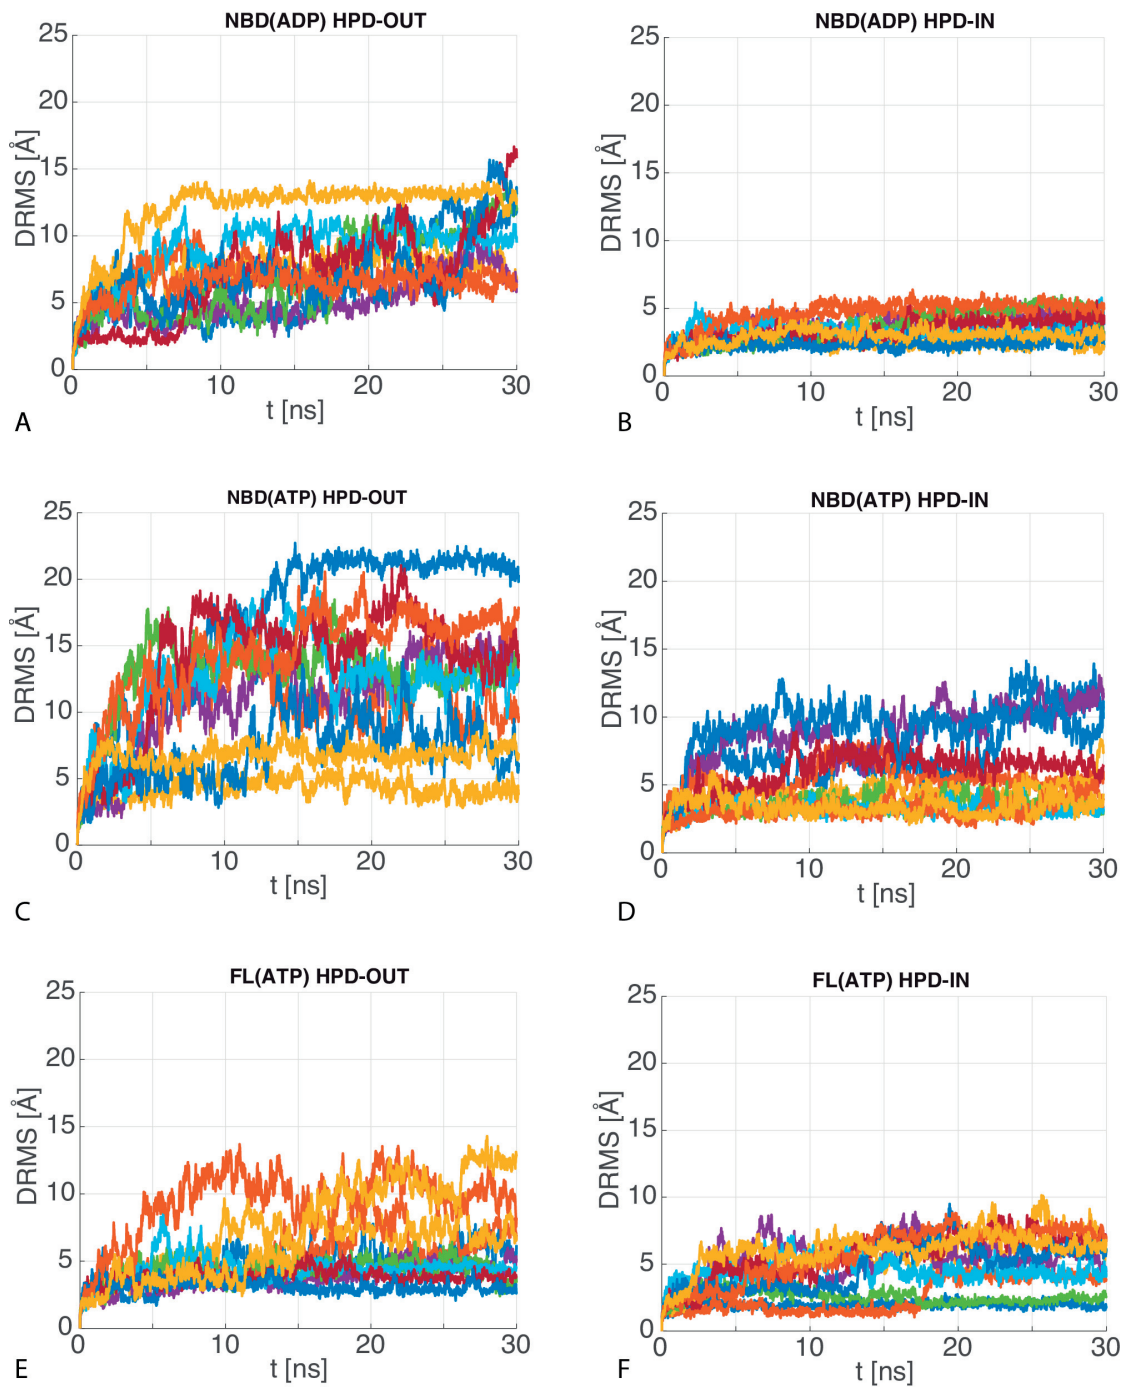 NBD(ADP) HPD-OUT
25
20
15
10
5
0
DRMS [Å]
0 10 20 30
t [ns]
A
NBD(ADP) HPD-IN
25
20
15
10
5
0
DRMS [Å]
0 10 20 30
t [ns]
B
NBD(ATP) HPD-OUT
25
20
15
10
5
0
DRMS [Å]
0 10 20 30
t [ns]
C
NBD(ATP) HPD-IN
25
20
15
10
5
0
DRMS [Å]
0 10 20 30
t [ns]
D
FL(ATP) HPD-OUT
25
20
15
10
5
0
DRMS [Å]
0 10 20 30
t [ns]
E
FL(ATP) HPD-IN
25
20
15
10
5
0
DRMS [Å]
0 10 20 30
t [ns]
F